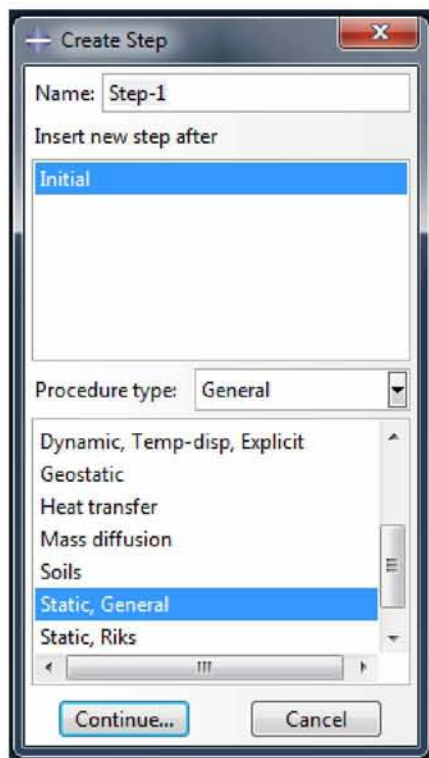 Create Step
Name: Step-1
Insert new step after
Initial
Procedure type: General
Dynamic, Temp-disp, Explicit
Geostatic
Heat transfer
Mass diffusion
Soils
Static, General
Static, Riks
Continue... Cancel